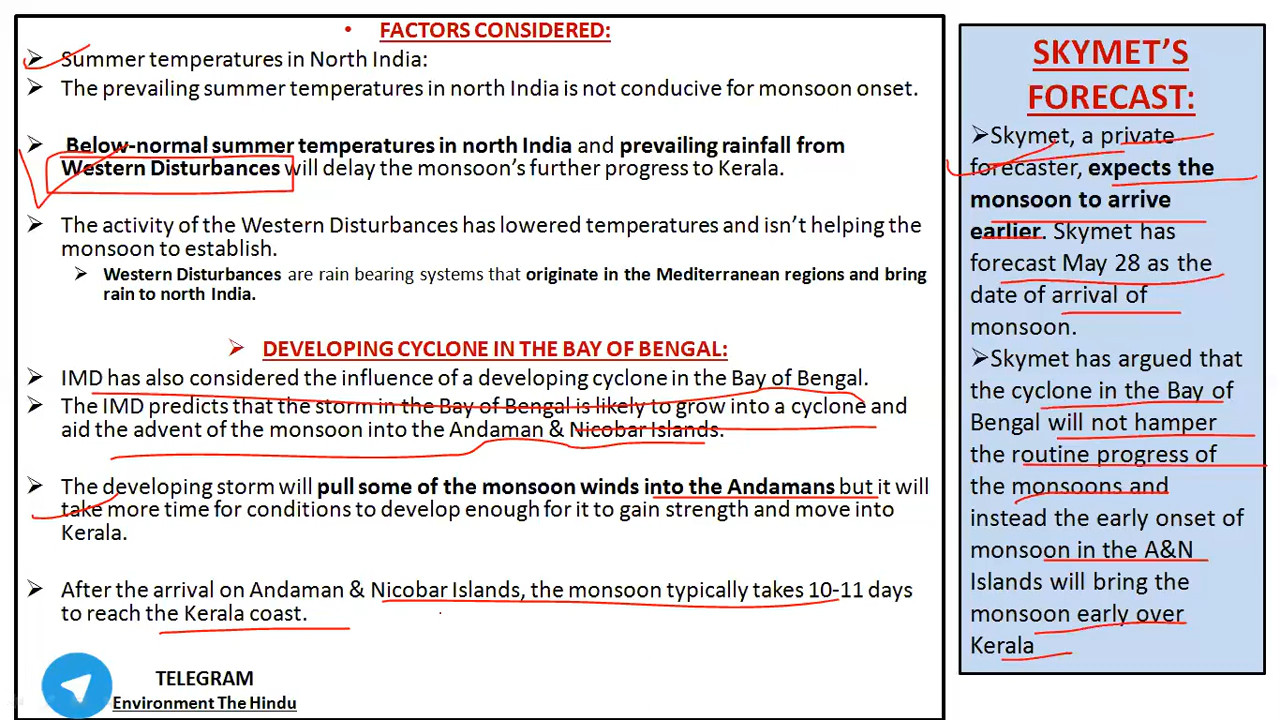 • FACTORS CONSIDERED:
➢ Summer temperatures in North India:
➢ The prevailing summer temperatures in north India is not conducive for monsoon onset.
➢ Below-normal summer temperatures in north India and prevailing rainfall from
Western Disturbances will delay the monsoon's further progress to Kerala.
➢ The activity of the Western Disturbances has lowered temperatures and isn't helping the
monsoon to establish.
➢ Western Disturbances are rain bearing systems that originate in the Mediterranean regions and bring
rain to north India.
➢ DEVELOPING CYCLONE IN THE BAY OF BENGAL:
➢ IMD has also considered the influence of a developing cyclone in the Bay of Bengal.
➢ The IMD predicts that the storm in the Bay of Bengal is likely to grow into a cyclone and
aid the advent of the monsoon into the Andaman & Nicobar Islands.
➢ The developing storm will pull some of the monsoon winds into the Andamans but it will
take more time for conditions to develop enough for it to gain strength and move into
Kerala.
➢ After the arrival on Andaman & Nicobar Islands, the monsoon typically takes 10-11 days
to reach the Kerala coast.
TELEGRAM
Environment The Hindu
SKYMET'S
FORECAST:
➢Skymet, a private
forecaster, expects the
monsoon to arrive
earlier. Skymet has
forecast May 28 as the
date of arrival of
monsoon.
➢Skymet has argued that
the cyclone in the Bay of
Bengal will not hamper
the routine progress of
the monsoons and
instead the early onset of
monsoon in the A&N
Islands will bring the
monsoon early over
Kerala